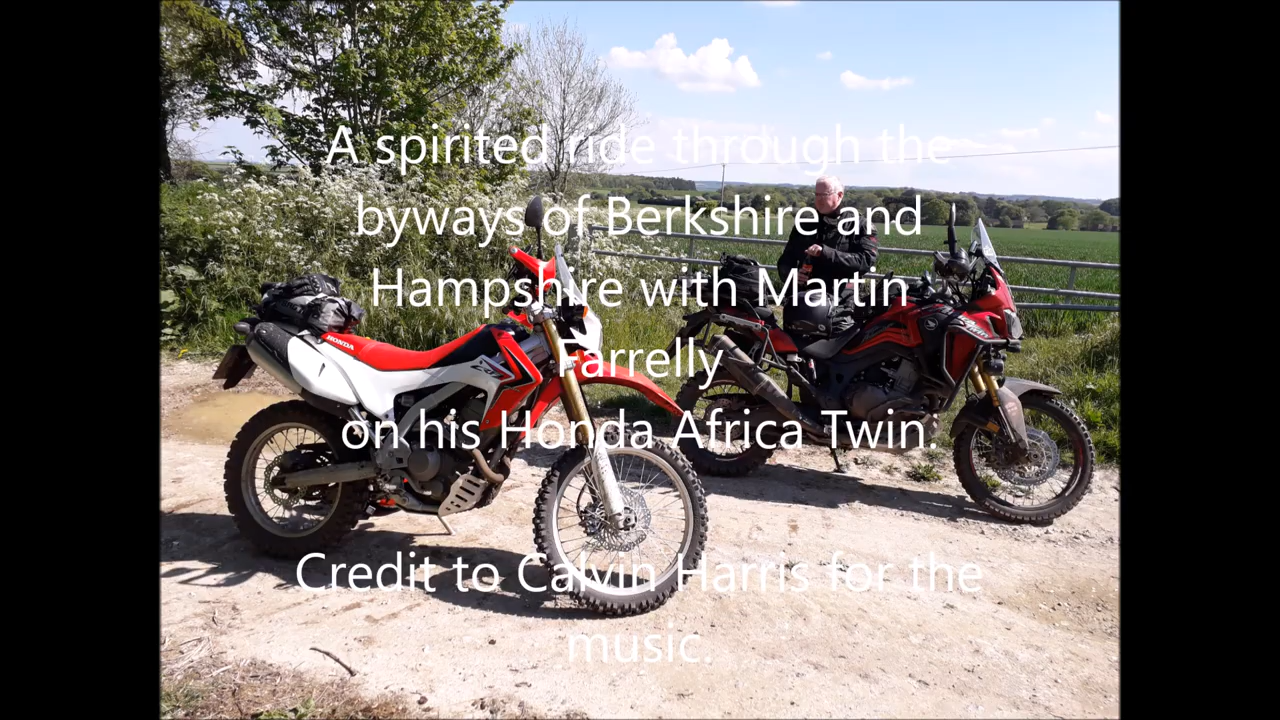 A spirited ride through the
byways of Berkshire and
Hampshire with Martin
Farrelly
on his Honda Africa Twin.
Credit to Calvin Harris for the
music.
HONDA